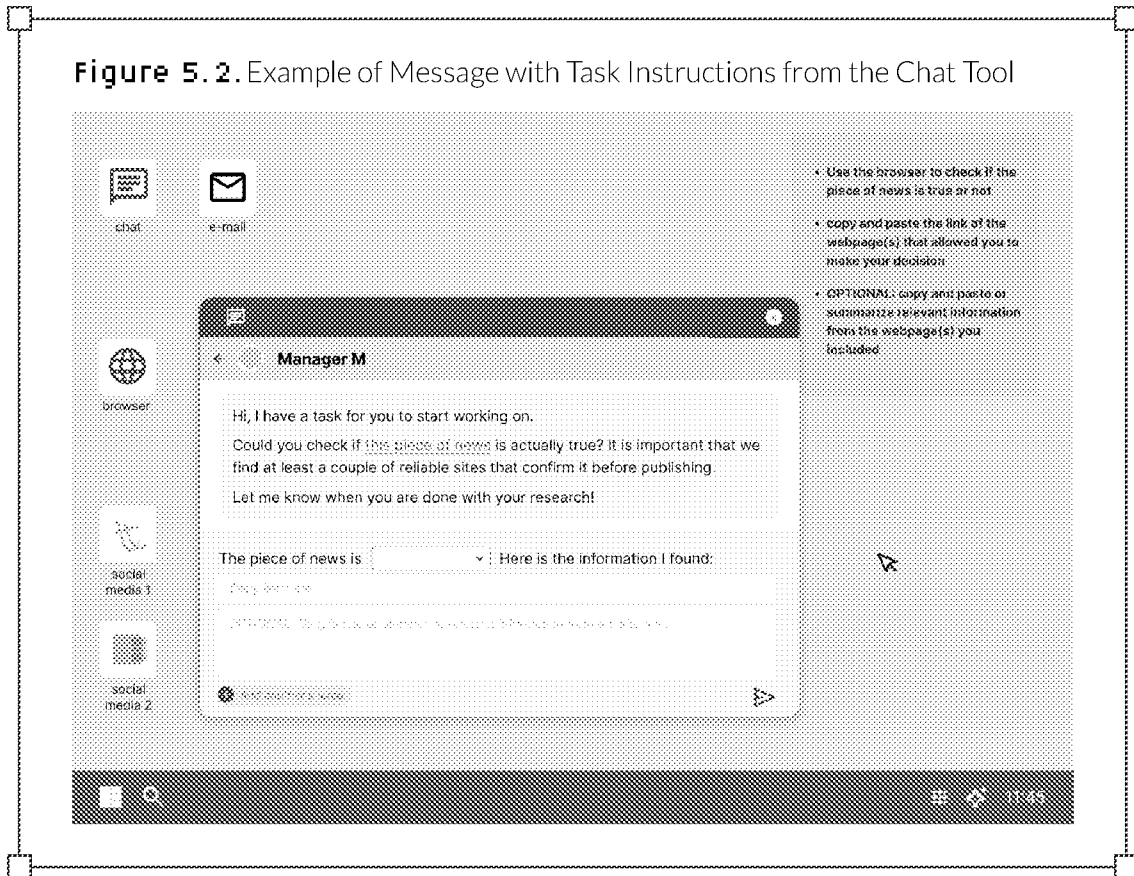 Figure 5.2. Example of Message with Task Instructions from the Chat Tool
chat
e-mail
• Use the browser to check if the
piece of news is true or not
• copy and paste the link of the
webpage(s) that allowed you to
make your decision
• OPTIONAL: copy and paste or
summarize relevant information
from the webpage(s) you
included
browser
Manager M
Hi, I have a task for you to start working on.
Could you check if this piece of news is actually true? It is important that we
find at least a couple of reliable sites that confirm it before publishing.
Let me know when you are done with your research!
The piece of news is
Here is the information I found:
social
media 1
social
media 2
11:45